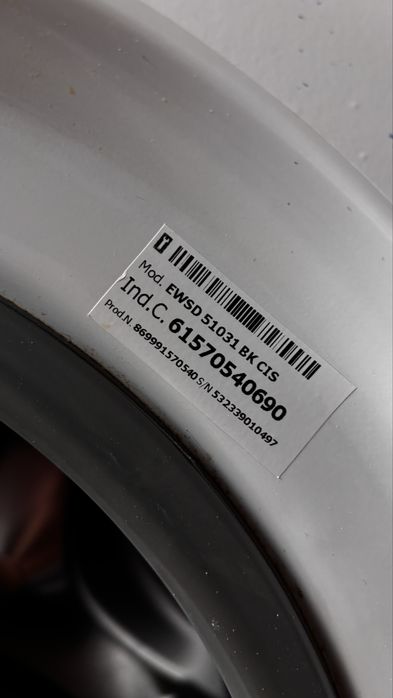 Mod. EWSD 51031 BK CIS
Ind.C. 61570540690
Prod.N. 869991570540 S/N 532339010497